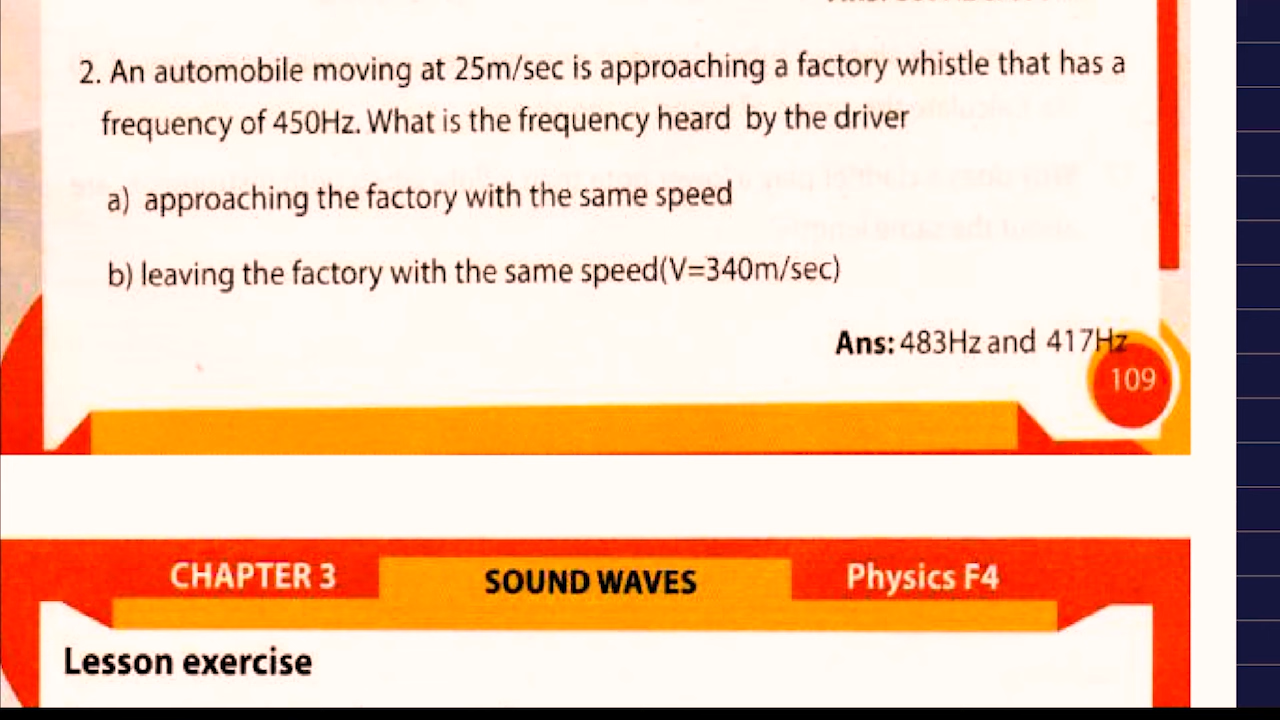 2. An automobile moving at 25m/sec is approaching a factory whistle that has a
frequency of 450Hz. What is the frequency heard by the driver
a) approaching the factory with the same speed
b) leaving the factory with the same speed(V=340m/sec)
Ans: 483Hz and 417Hz
109
CHAPTER 3 SOUND WAVES Physics F4
Lesson exercise